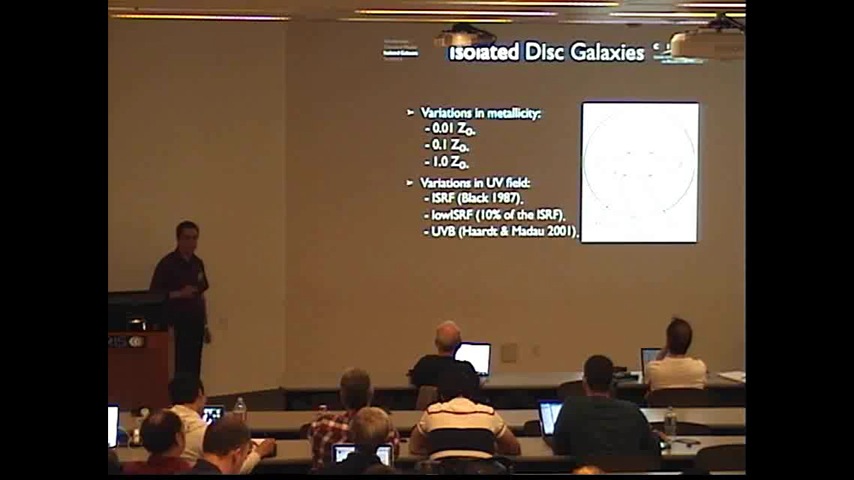 Isolated Disc Galaxies
➤ Variations in metallicity:
- 0.01 Z⊙.
- 0.1 Z⊙.
- 1.0 Z⊙.
➤ Variations in UV field:
- ISRF (Black 1987).
- lowISRF (10% of the ISRF).
- UVB (Haardt & Madau 2001).